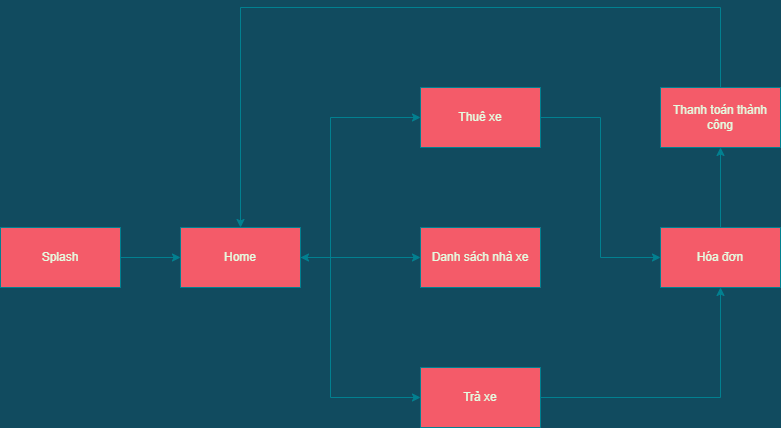 Thuê xe
Thanh toán thành
công
Splash
Home
Danh sách nhà xe
Hóa đơn
Trả xe